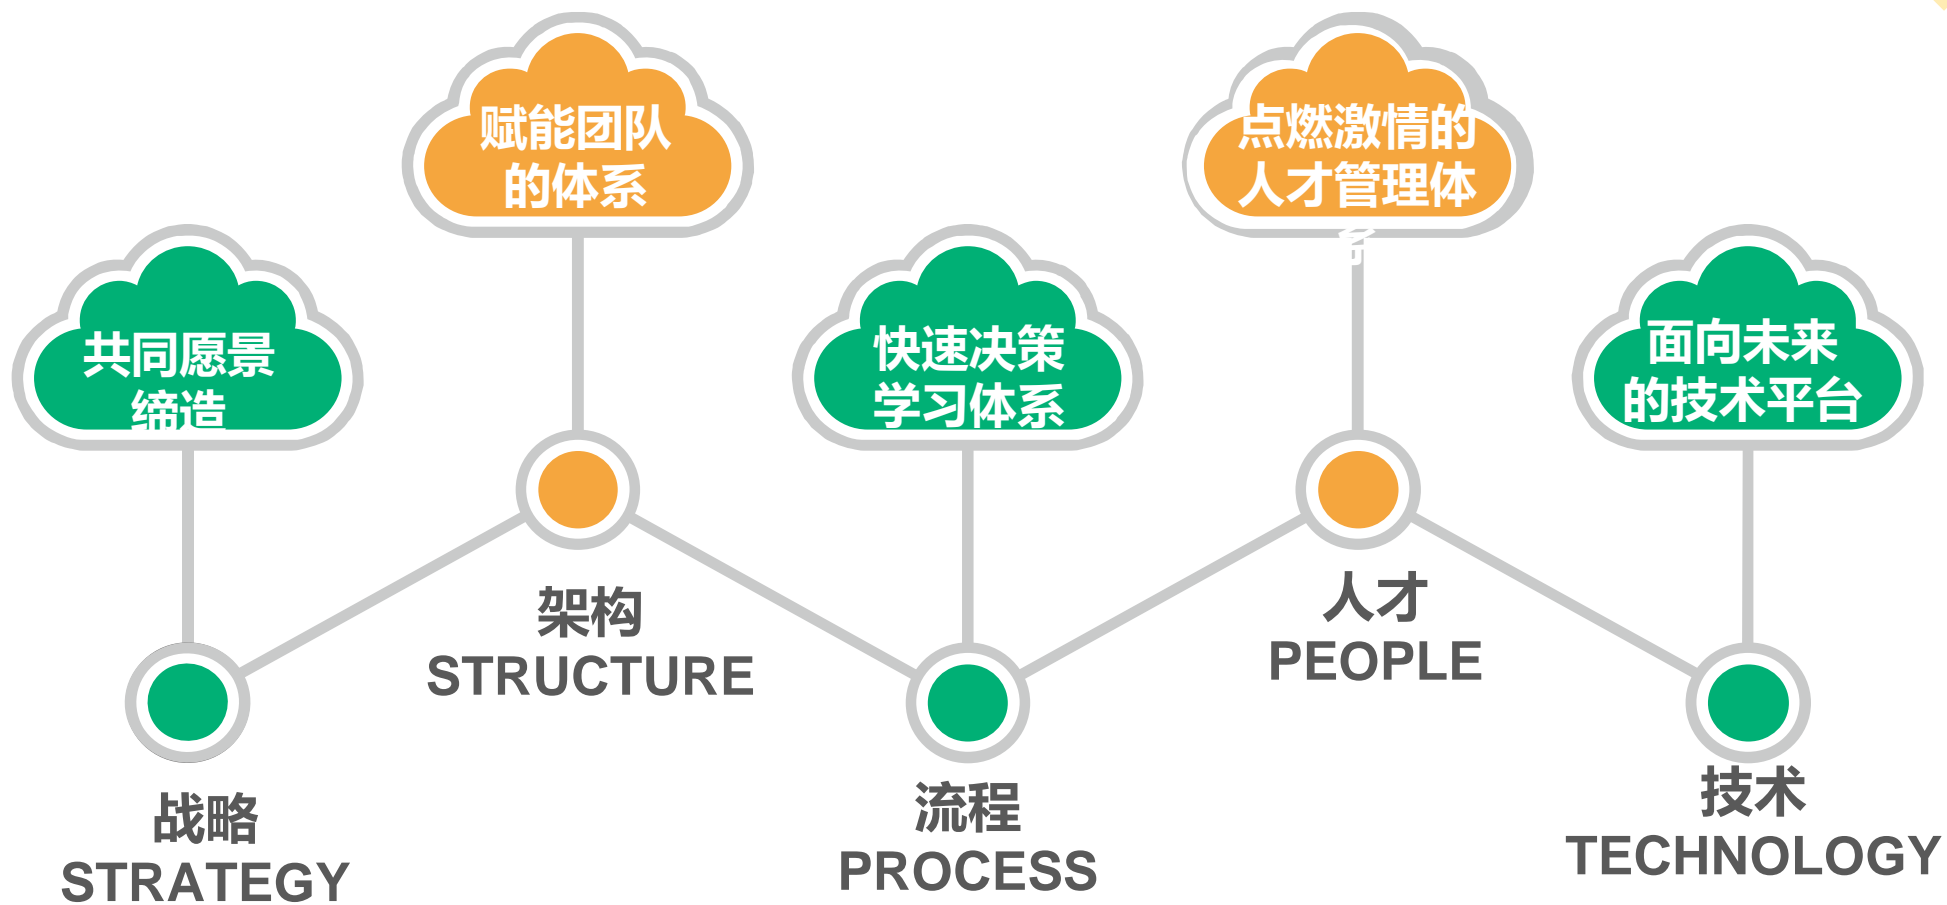 共同愿景
缔造
战略
STRATEGY
赋能团队
的体系
架构
STRUCTURE
快速决策
学习体系
流程
PROCESS
点燃激情的
人才管理体
系
人才
PEOPLE
面向未来
的技术平台
技术
TECHNOLOGY